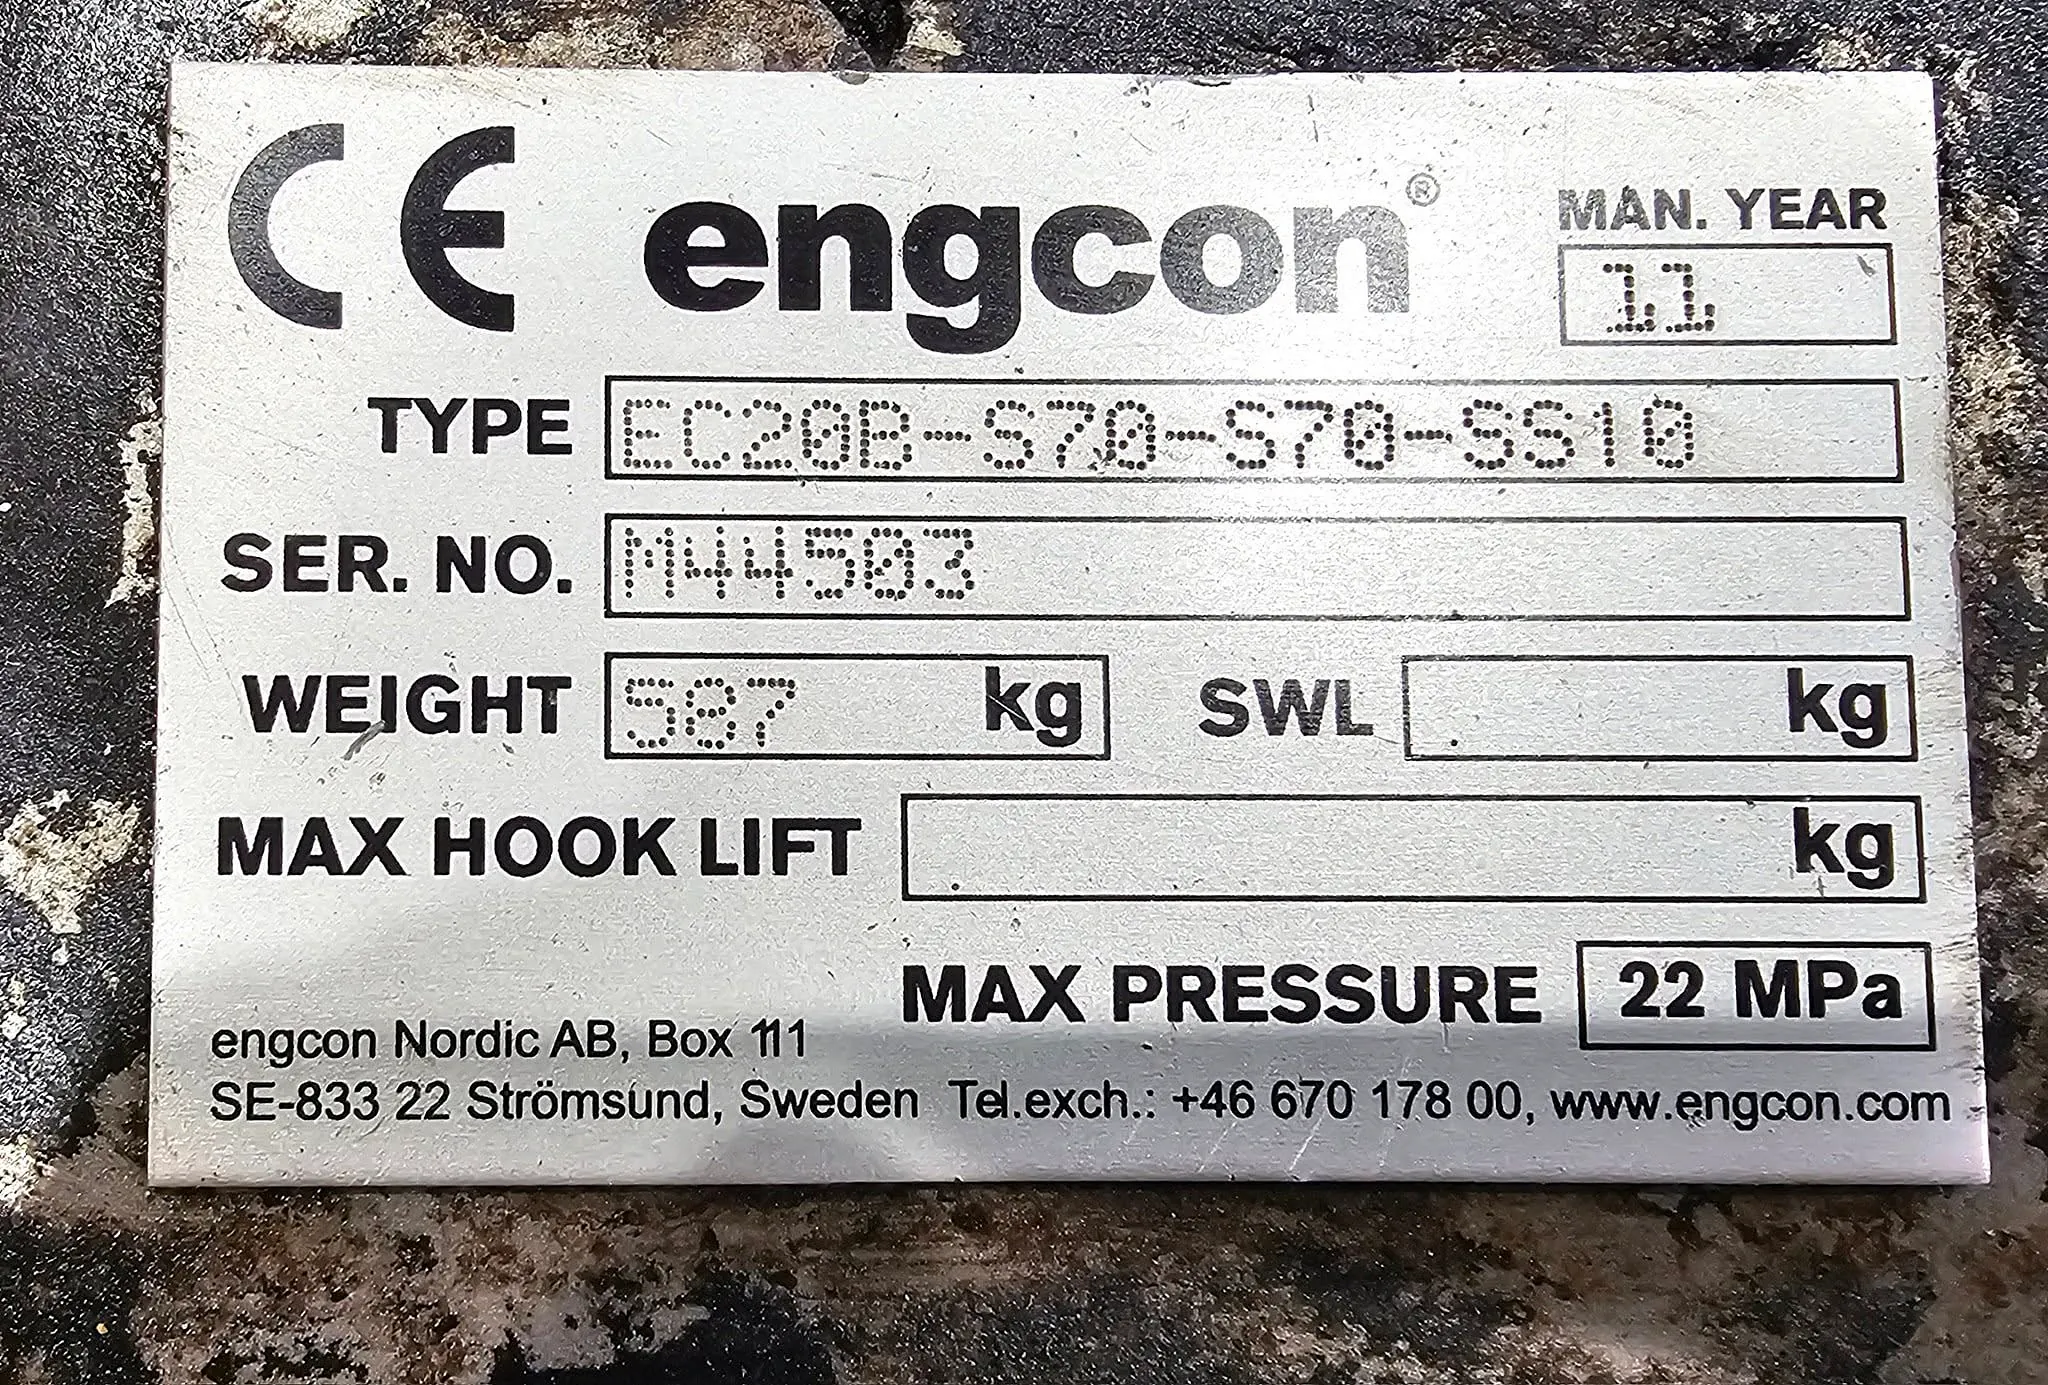 CE engcon® MAN. YEAR
11
TYPE EC20B-S70-S70-SS10
SER. NO. M44503
WEIGHT 587 kg SWL kg
MAX HOOK LIFT kg
MAX PRESSURE 22 MPa
engcon Nordic AB, Box 111
SE-833 22 Strömsund, Sweden Tel.exch.: +46 670 178 00, www.engcon.com